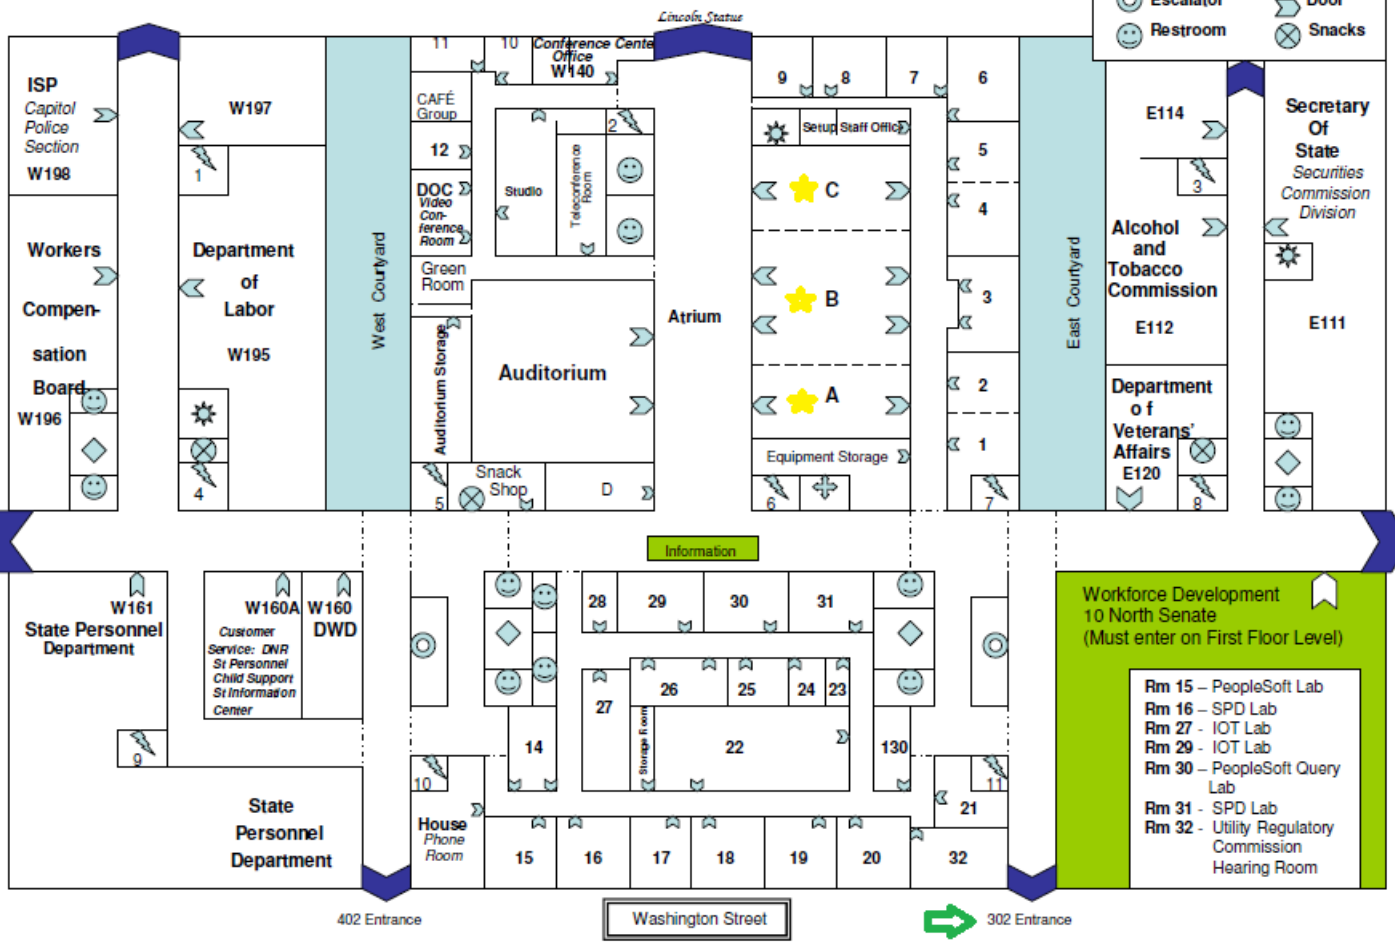 Lincoln Statue
Escalator
Door
Restroom
Snacks
ISP
Capitol
Police
Section
W198
W197
11
10
Conference Cente
Office
W140
9
8
7
6
E114
Secretary
Of
State
Securities
Commission
Division
CAFÉ
Group
12
DOC
Video
Con-
ference
Room
Green
Room
Studio
Teleconference
Room
2
Setup
Staff Office
C
B
A
5
4
3
2
1
1
3
Workers
Compen-
sation
Board
W196
Department
of
Labor
W195
West Courtyard
Auditorium Storage
Auditorium
Atrium
East Courtyard
Alcohol
and
Tobacco
Commission
E112
E111
Department
of
Veterans'
Affairs
E120
4
5
Snack
Shop
D
Equipment Storage
6
7
8
Information
W161
State Personnel
Department
W160A
Customer
Service: DNR
St Personnel
Child Support
St Information
Center
W160
DWD
28
29
30
31
26
25
24
23
27
Storage Room
22
14
130
9
10
11
House
Phone
Room
15
16
17
18
19
20
21
32
State
Personnel
Department
Workforce Development
10 North Senate
(Must enter on First Floor Level)
Rm 15 – PeopleSoft Lab
Rm 16 – SPD Lab
Rm 27 - IOT Lab
Rm 29 - IOT Lab
Rm 30 – PeopleSoft Query
Lab
Rm 31 - SPD Lab
Rm 32 - Utility Regulatory
Commission
Hearing Room
402 Entrance
Washington Street
302 Entrance